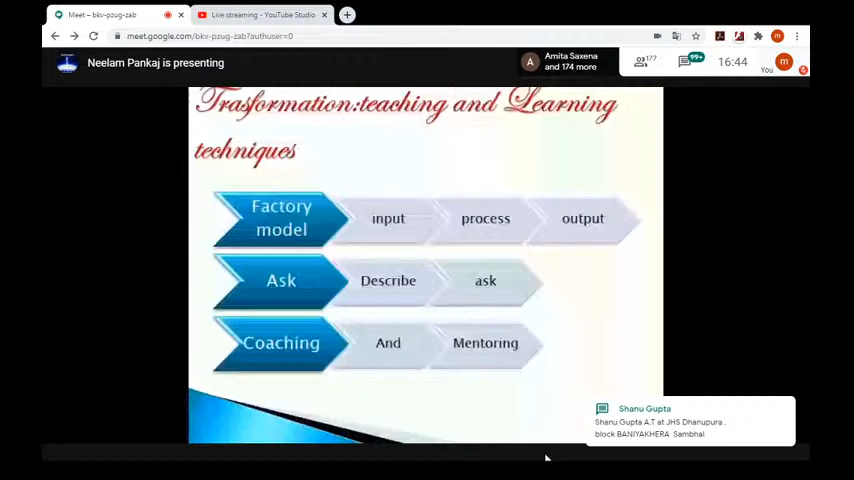 Meet – bkv-pzug-zab
Live streaming - YouTube Studio
meet.google.com/bkv-pzug-zab?authuser=0
Neelam Pankaj is presenting
A
Amita Saxena
and 174 more
177
99+
16:44
You
m
m
Trasformation:teaching and Learning
techniques
Factory
model
input
process
output
Ask
Describe
ask
Coaching
And
Mentoring
Shanu Gupta
Shanu Gupta A.T at JHS Dhanupura .
block BANIYAKHERA Sambhal